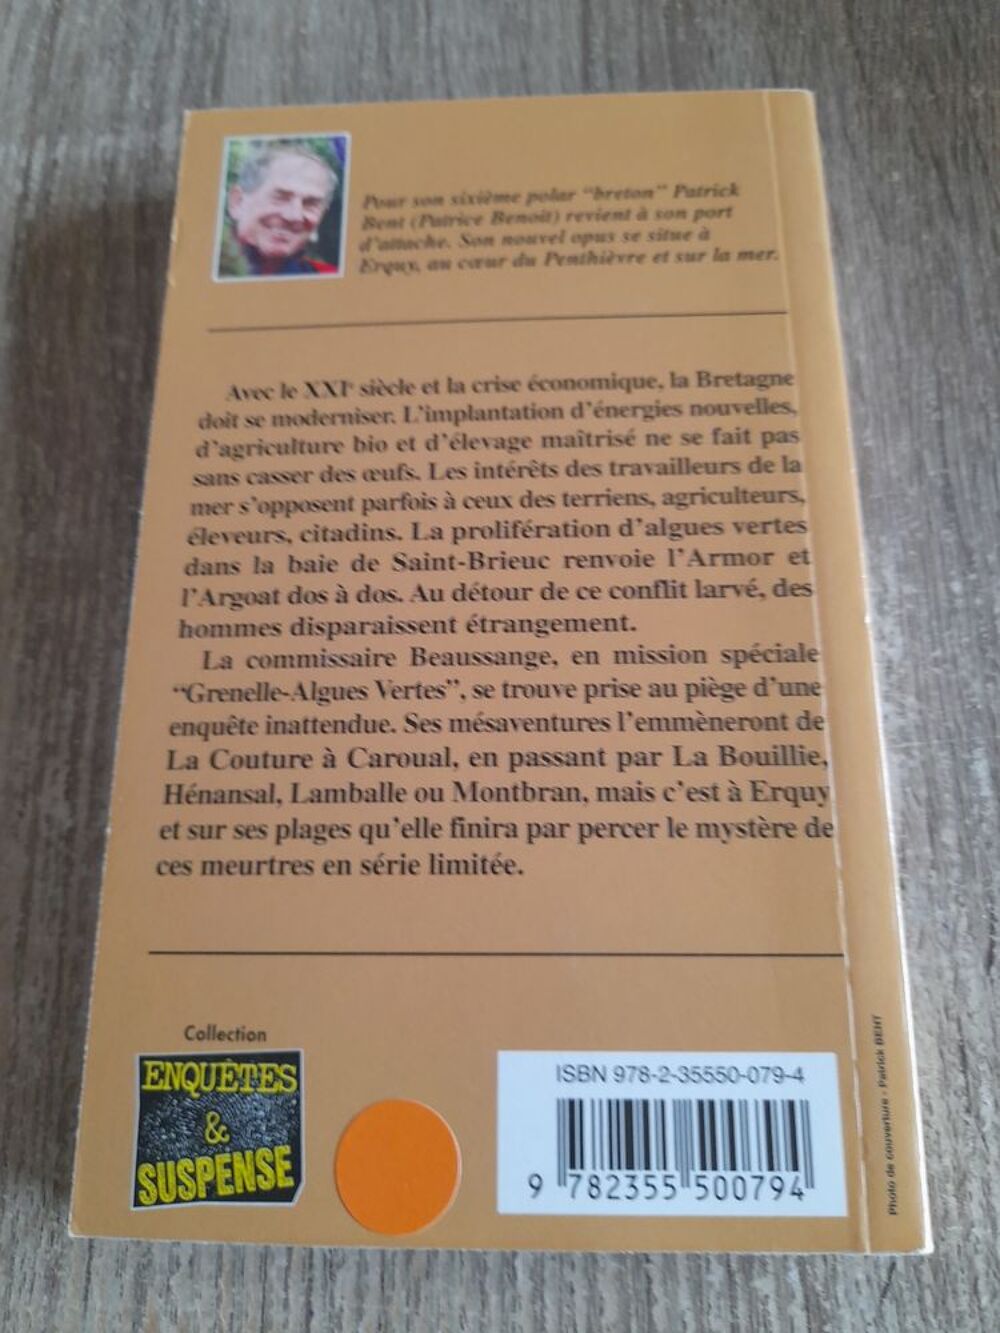 Pour son sixième polar "breton" Patrick
Bent (Patrice Benoit) revient à son port
d'attache. Son nouvel opus se situe à
Erquy, au cœur du Penthièvre et sur la mer.
Avec le XXIe siècle et la crise économique, la Bretagne
doit se moderniser. L'implantation d'énergies nouvelles,
d'agriculture bio et d'élevage maîtrisé ne se fait pas
sans casser des œufs. Les intérêts des travailleurs de la
mer s'opposent parfois à ceux des terriens, agriculteurs,
éleveurs, citadins. La prolifération d'algues vertes
dans la baie de Saint-Brieuc renvoie l'Armor et
l'Argoat dos à dos. Au détour de ce conflit larvé, des
hommes disparaissent étrangement.
La commissaire Beaussange, en mission spéciale
"Grenelle-Algues Vertes", se trouve prise au piège d'une
enquête inattendue. Ses mésaventures l'emmèneront de
La Couture à Caroual, en passant par La Bouillie,
Hénansal, Lamballe ou Montbran, mais c'est à Erquy
et sur ses plages qu'elle finira par percer le mystère de
ces meurtres en série limitée.
Collection
ENQUÊTES
&
SUSPENSE
ISBN 978-2-35550-079-4
9 782355 500794
Photo de couverture - Patrick BENT